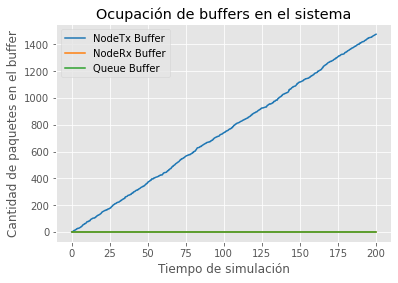 Ocupación de buffers en el sistema
NodeTx Buffer
NodeRx Buffer
Queue Buffer
Cantidad de paquetes en el buffer
1400
1200
1000
800
600
400
200
0
0 25 50 75 100 125 150 175 200
Tiempo de simulación